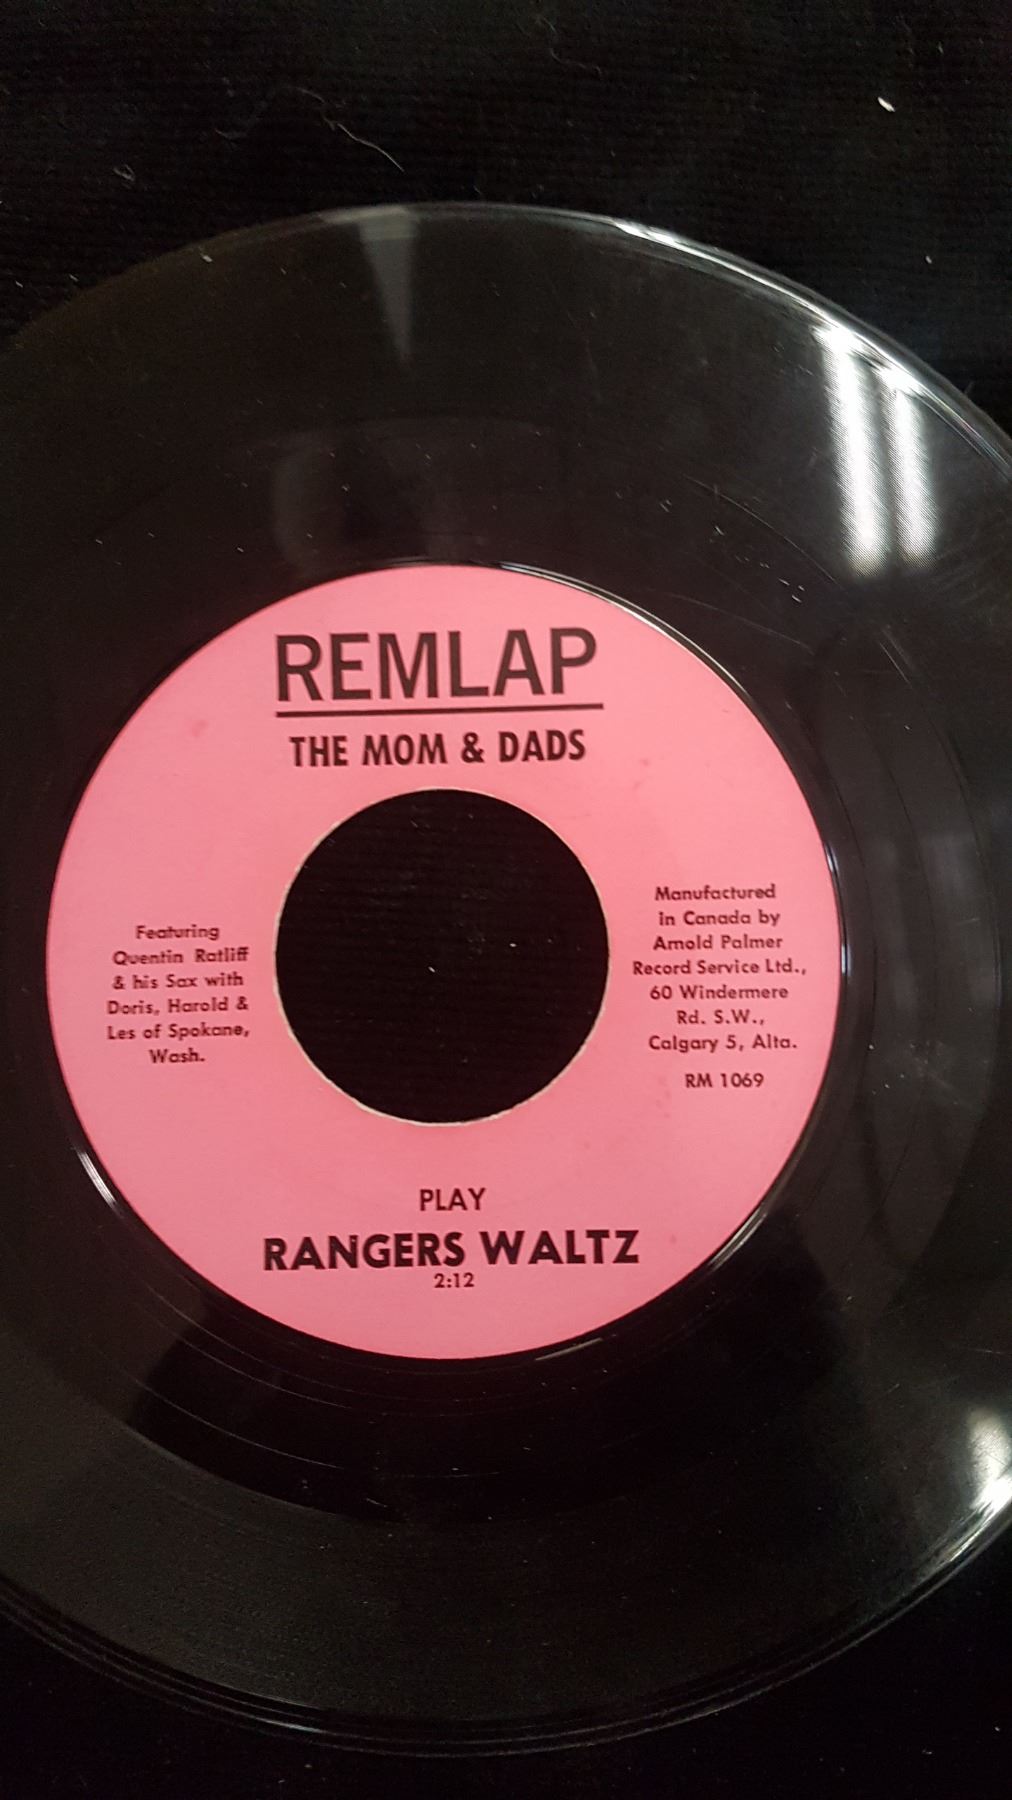 REMLAP
THE MOM & DADS
Featuring
Quentin Ratliff
& his Sax with
Doris, Harold &
Les of Spokane,
Wash.
Manufactured
in Canada by
Arnold Palmer
Record Service Ltd.,
60 Windermere
Rd. S.W.,
Calgary 5, Alta.
RM 1069
PLAY
RANGERS WALTZ
2:12